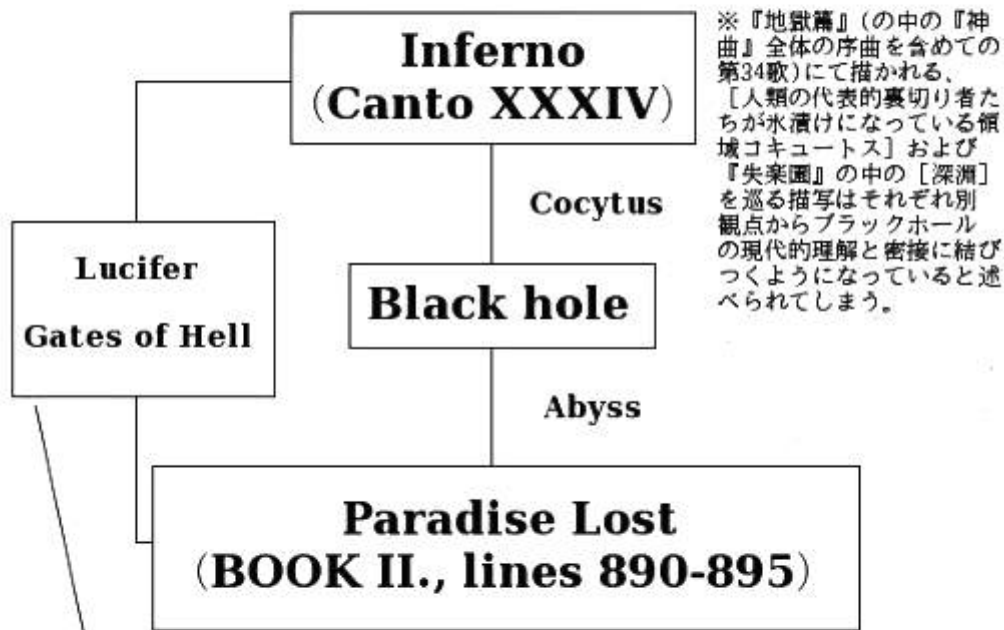 Inferno
(Canto XXXIV)
※『地獄篇』(の中の『神
曲』全体の序曲を含めての
第34歌)にて描かれる、
[人類の代表的裏切り者た
ちが氷漬けになっている領
域コキュートス]および
『失楽園』の中の[深淵]
を巡る描写はそれぞれ別
観点からブラックホール
の現代的理解と密接に結び
つくようになっていると述
べられてしまう。
Cocytus
Lucifer
Gates of Hell
Black hole
Abyss
Paradise Lost
(BOOK II., lines 890-895)